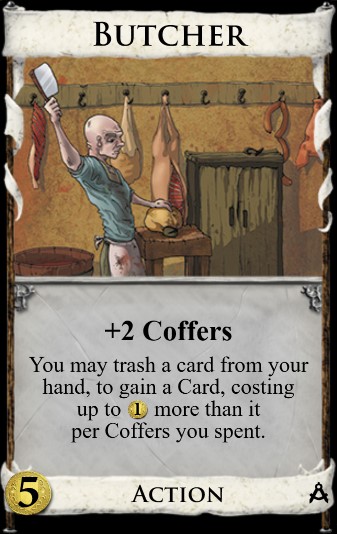 BUTCHER
+2 Coffers
You may trash a card from your
hand, to gain a Card, costing
up to 1 more than it
per Coffers you spent.
5
ACTION